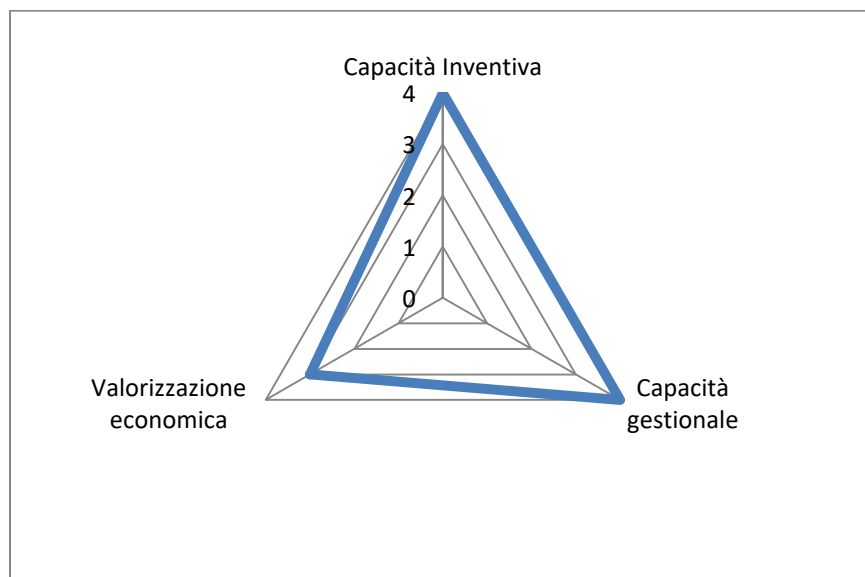 Capacità Inventiva
4
3
2
1
0
Valorizzazione
economica
Capacità
gestionale